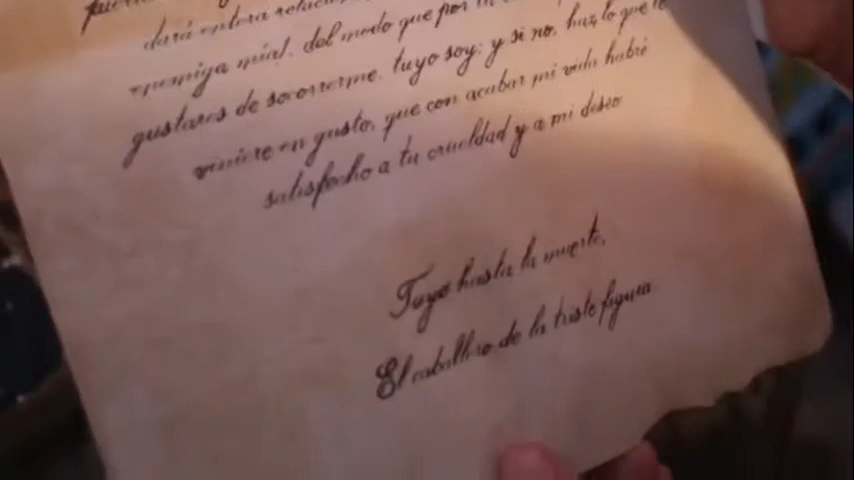 dará entera relación
enemiga mía!, del modo que por tu
gustares de socorrerme, tuyo soy; y si no, haz lo que te
viniere en gusto, que con acabar mi vida habré
satisfecho a tu crueldad y a mi deseo
Tuyo hasta la muerte,
El caballero de la triste figura